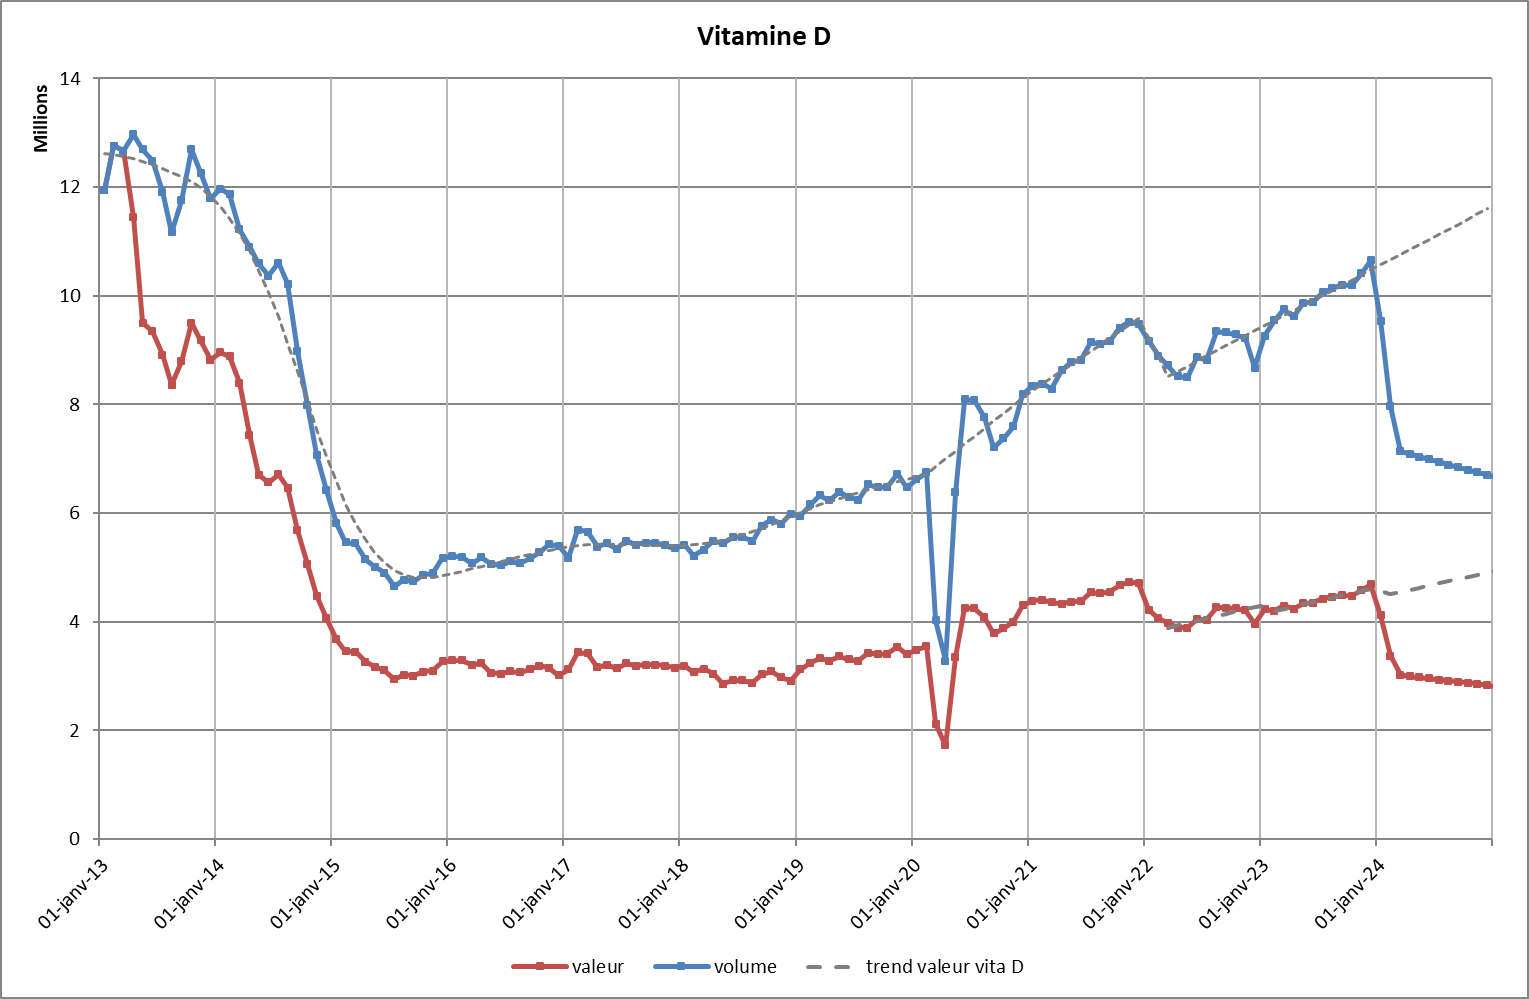 Vitamine D
Millions
14
12
10
8
6
4
2
0
01-janv-13
01-janv-14
01-janv-15
01-janv-16
01-janv-17
01-janv-18
01-janv-19
01-janv-20
01-janv-21
01-janv-22
01-janv-23
01-janv-24
valeur volume trend valeur vita D